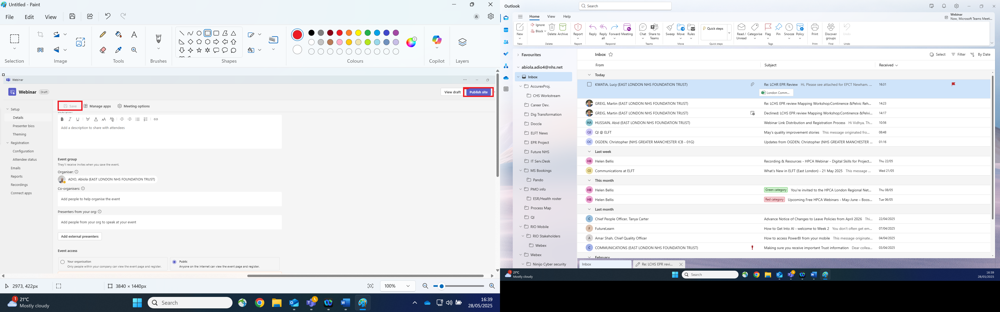 Untitled - Paint
File Edit View
Selection Image Tools Brushes Shapes Colours Copilot Layers
Webinar
Webinar Draft View draft Publish site
Save Manage apps Meeting options
Setup
Details
Presenter bios
Theming
Registration
Configuration
Attendee status
Emails
Reports
Recordings
Connect apps
Add a description to share with attendees
Event group
They'll receive invites when you save the event.
Organiser:
ADIO, Abiola (EAST LONDON NHS FOUNDATION TRUST)
Co-organisers:
Add people to help organise the event
Presenters from your org:
Add people from your org to speak at your event
Add external presenters
Event access
Your organisation
Only people within your company can view the event page and register.
Public
Anyone on the internet can view the event page and register.
2973, 422px 3840 × 1440px 100%
1 21°C
Mostly cloudy
Search
16:39
28/05/2025
Outlook
Search
Home View Help
Webinar
Now, Microsoft Teams Meeti...
New
Ignore
Block
Delete Archive
Report
Reply
Reply all
Forward Meeting
Chat
Share to Teams
Sweep Move Rules
Quick steps
Read / Unread
Categorise Flag Pin Snooze Policy
Print
Discover groups
Undo
New Delete Report Respond Teams Move Quick steps Tags Print Find Undo
Favourites
abiola.adio4@nhs.net
Inbox
AccurexProj.
CHS Workstream
Career Dev.
Dig Transformation
Doccla
ELFT News
EPR Project
Future NHS
IT Serv.Desk
MS Bookings
Pando
PMO info
ESR/Health roster
Process Map
QI
RIO Mobile
RIO Stakeholders
Webex
Webex
Ninijo Cyber security
Inbox Select Filter By Date
From Subject Received
Today
KWATIA, Lucy (EAST LONDON NHS FOUNDATION TRUST) Re: LCHR EPR Review Hi, Please see attached for EPCT Newham. ... 16:31
London Comm...
GREIG, Martin (EAST LONDON NHS FOUNDATION TRUST) Re: LCHS EPR review Mapping Workshop;Continence &Pelvic Reh... 14:23
GREIG, Martin (EAST LONDON NHS FOUNDATION TRUST) Declined: LCHS EPR review Mapping Workshop;Continence &Pelvi... 14:17
HA HUSSAIN, Abid (EAST LONDON NHS FOUNDATION TRUST) Webinar Link Distribution and Registration Process Hi Vidhya, Th... 10:56
QE QI @ ELFT May's quality improvement stories This message originated fro... 08:48
OC OGDEN, Christopher (NHS GREATER MANCHESTER ICB - 01G) Updates from OGDEN, Christopher (NHS GREATER MANCHESTER ... 01:16
Last week
HB Helen Bellis Recording & Resources - HPCA Webinar - Digital Skills for Project... Thu 22/05
CE Communications at ELFT What's New in ELFT (East London) - 21 May 2025 This message ... Wed 21/05
This month
HB Helen Bellis Green category You're invited to the HPCA London Regional Net... Thu 08/05
HB Helen Bellis Red category Upcoming Free HPCA Webinars - May-June – Boos... Tue 06/05
Last month
C Chief People Officer, Tanya Carter Advance Notice of Changes to Leave Policies from April 2026 Thi... 22/04/2025
F FutureLearn How to Get Into AI - welcome to Week 2 You don't often get em... 07/04/2025
A Amar Shah, Chief Quality Officer How to access PowerBI from your mobile This message originate... 04/04/2025
C COMMUNICATIONS (EAST LONDON NHS FOUNDATION TRUST) Making sure you receive important Trust information Dear collea... 03/04/2025
February
Inbox Re: LCHS EPR revi...
1 21°C
Mostly cloudy
Search
16:39
28/05/2025